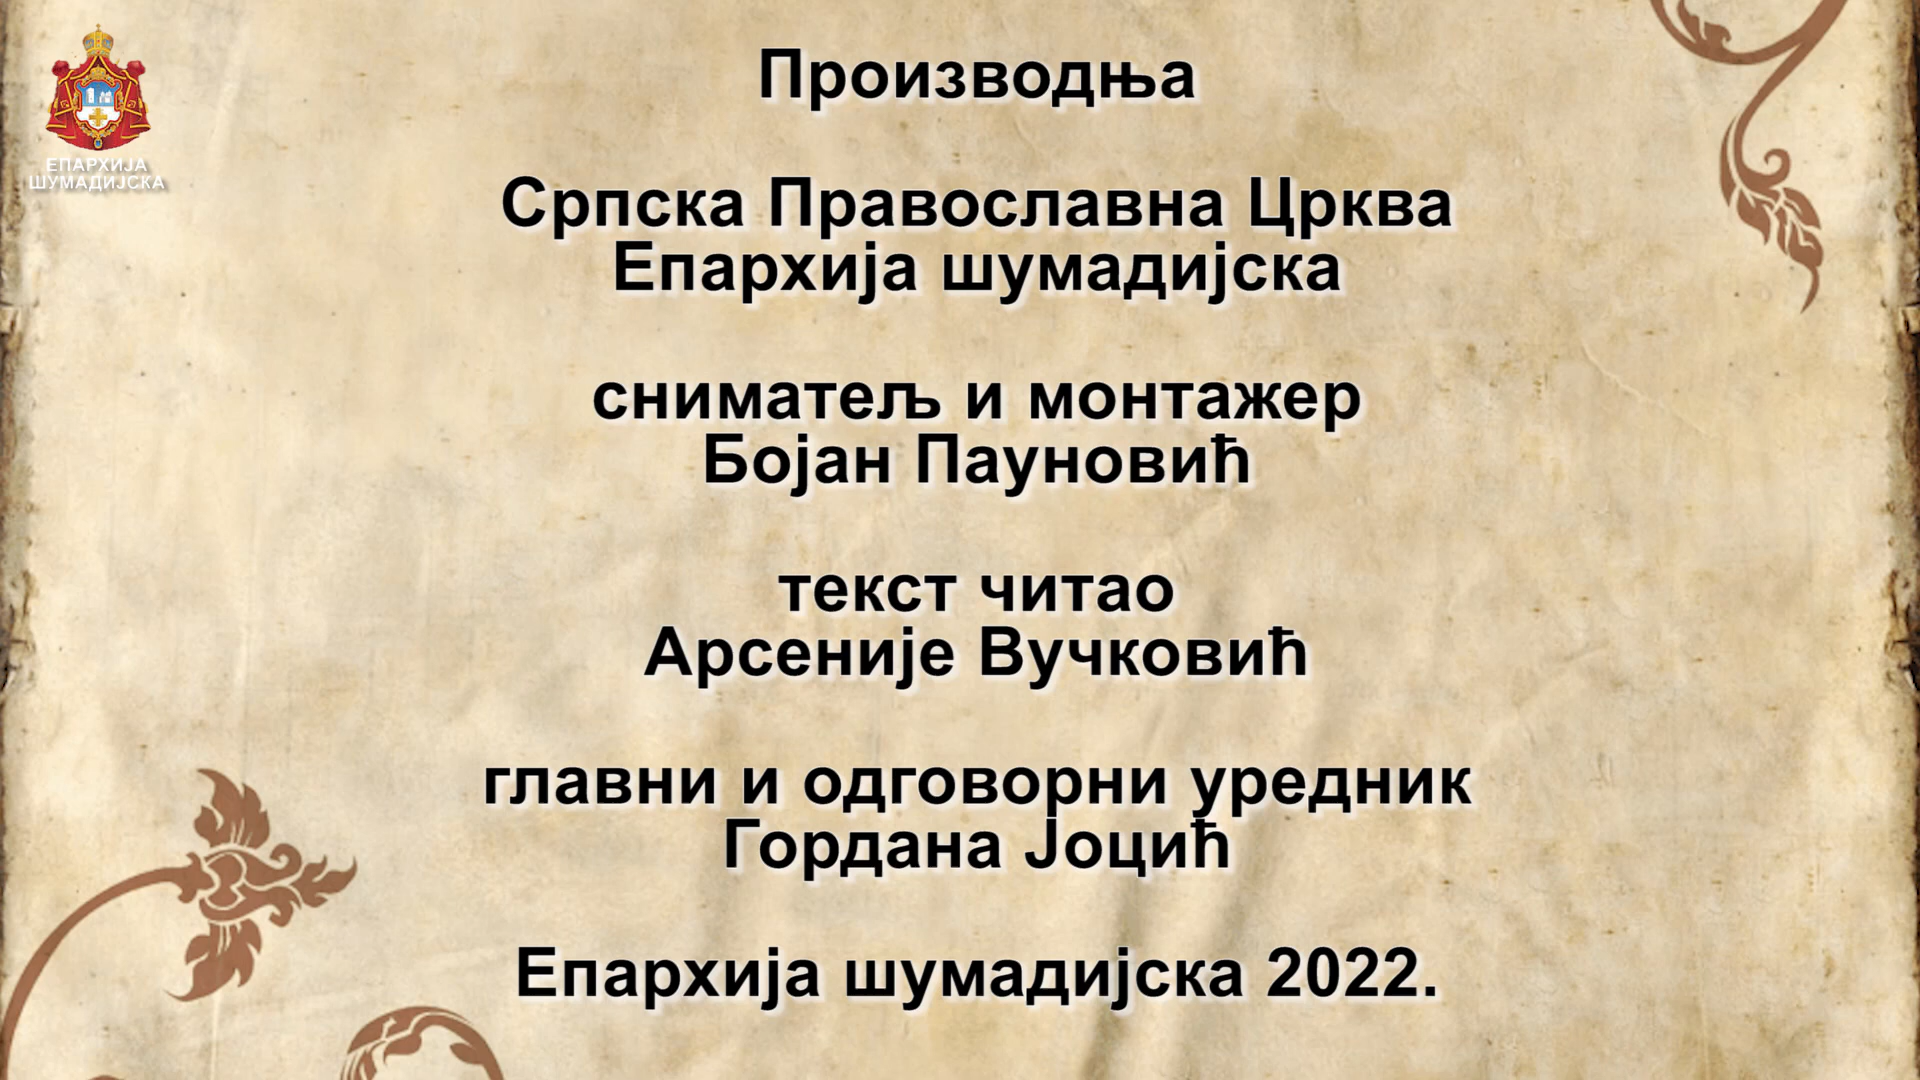 ЕПАРХИЈА
ШУМАДИЈСКА
Производња
Српска Православна Црква
Епархија шумадијска
сниматељ и монтажер
Бојан Пауновић
текст читао
Арсеније Вучковић
главни и одговорни уредник
Гордана Јоцић
Епархија шумадијска 2022.